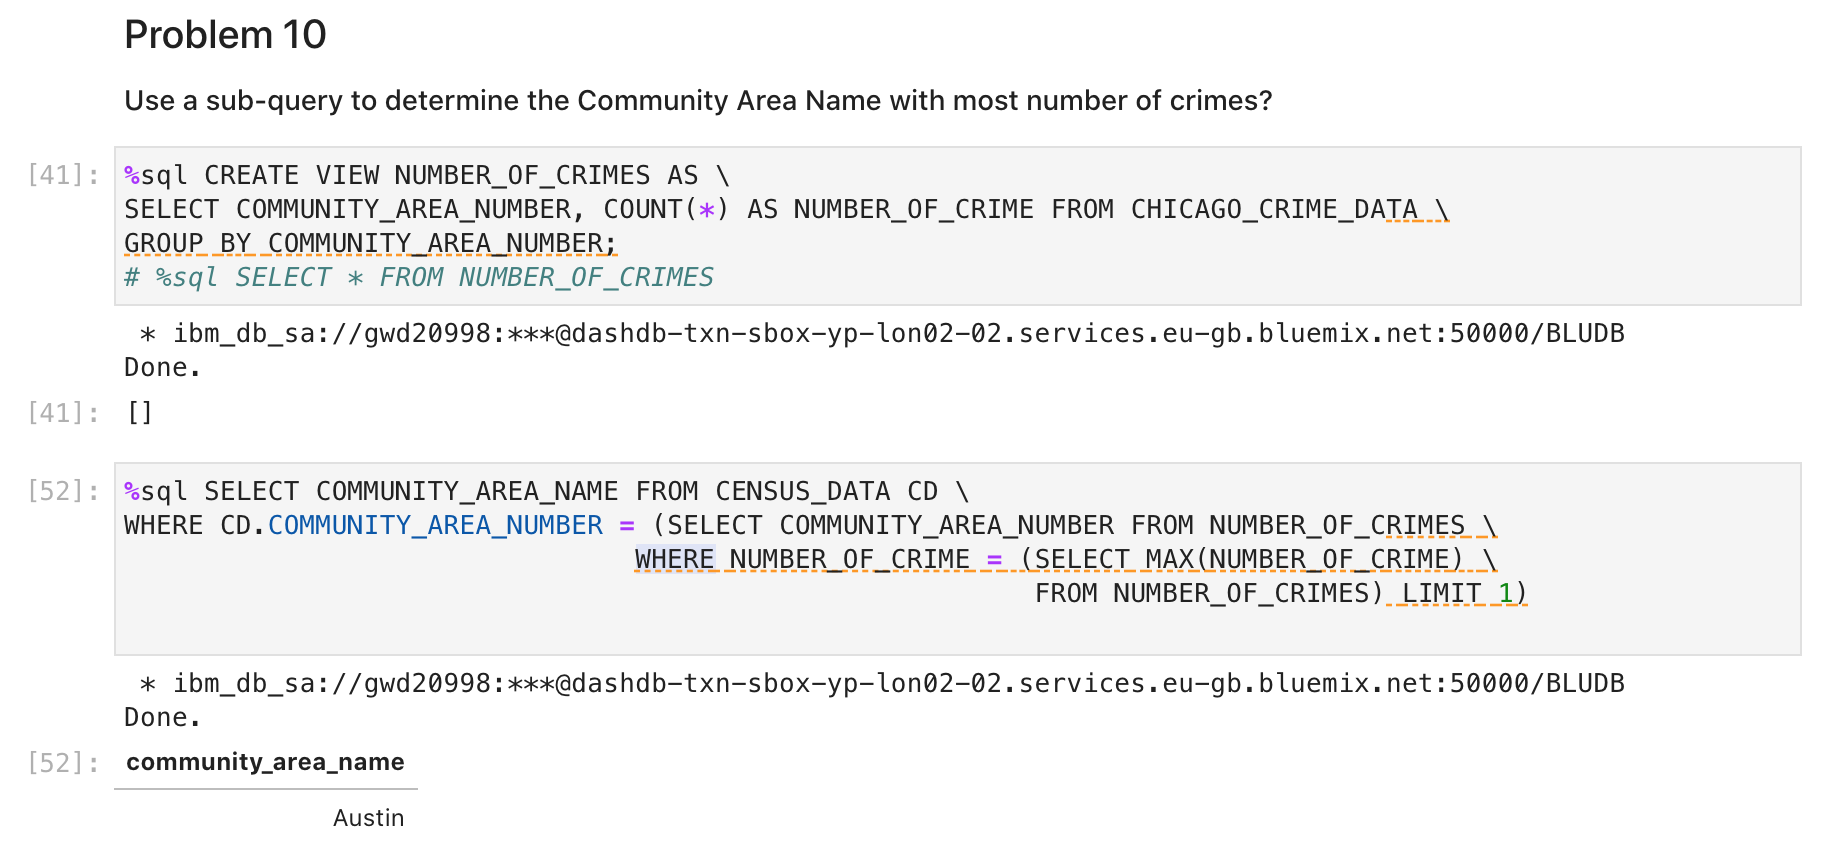 Problem 10
Use a sub-query to determine the Community Area Name with most number of crimes?
[41]: %sql CREATE VIEW NUMBER_OF_CRIMES AS \
SELECT COMMUNITY_AREA_NUMBER, COUNT(*) AS NUMBER_OF_CRIME FROM CHICAGO_CRIME_DATA \
GROUP BY COMMUNITY_AREA_NUMBER;
# %sql SELECT * FROM NUMBER_OF_CRIMES
* ibm_db_sa://gwd20998:***@dashdb-txn-sbox-yp-lon02-02.services.eu-gb.bluemix.net:50000/BLUDB
Done.
[41]: []
[52]: %sql SELECT COMMUNITY_AREA_NAME FROM CENSUS_DATA CD \
WHERE CD.COMMUNITY_AREA_NUMBER = (SELECT COMMUNITY_AREA_NUMBER FROM NUMBER_OF_CRIMES \
WHERE NUMBER_OF_CRIME = (SELECT MAX(NUMBER_OF_CRIME) \
FROM NUMBER_OF_CRIMES) LIMIT 1)
* ibm_db_sa://gwd20998:***@dashdb-txn-sbox-yp-lon02-02.services.eu-gb.bluemix.net:50000/BLUDB
Done.
[52]: community_area_name
Austin